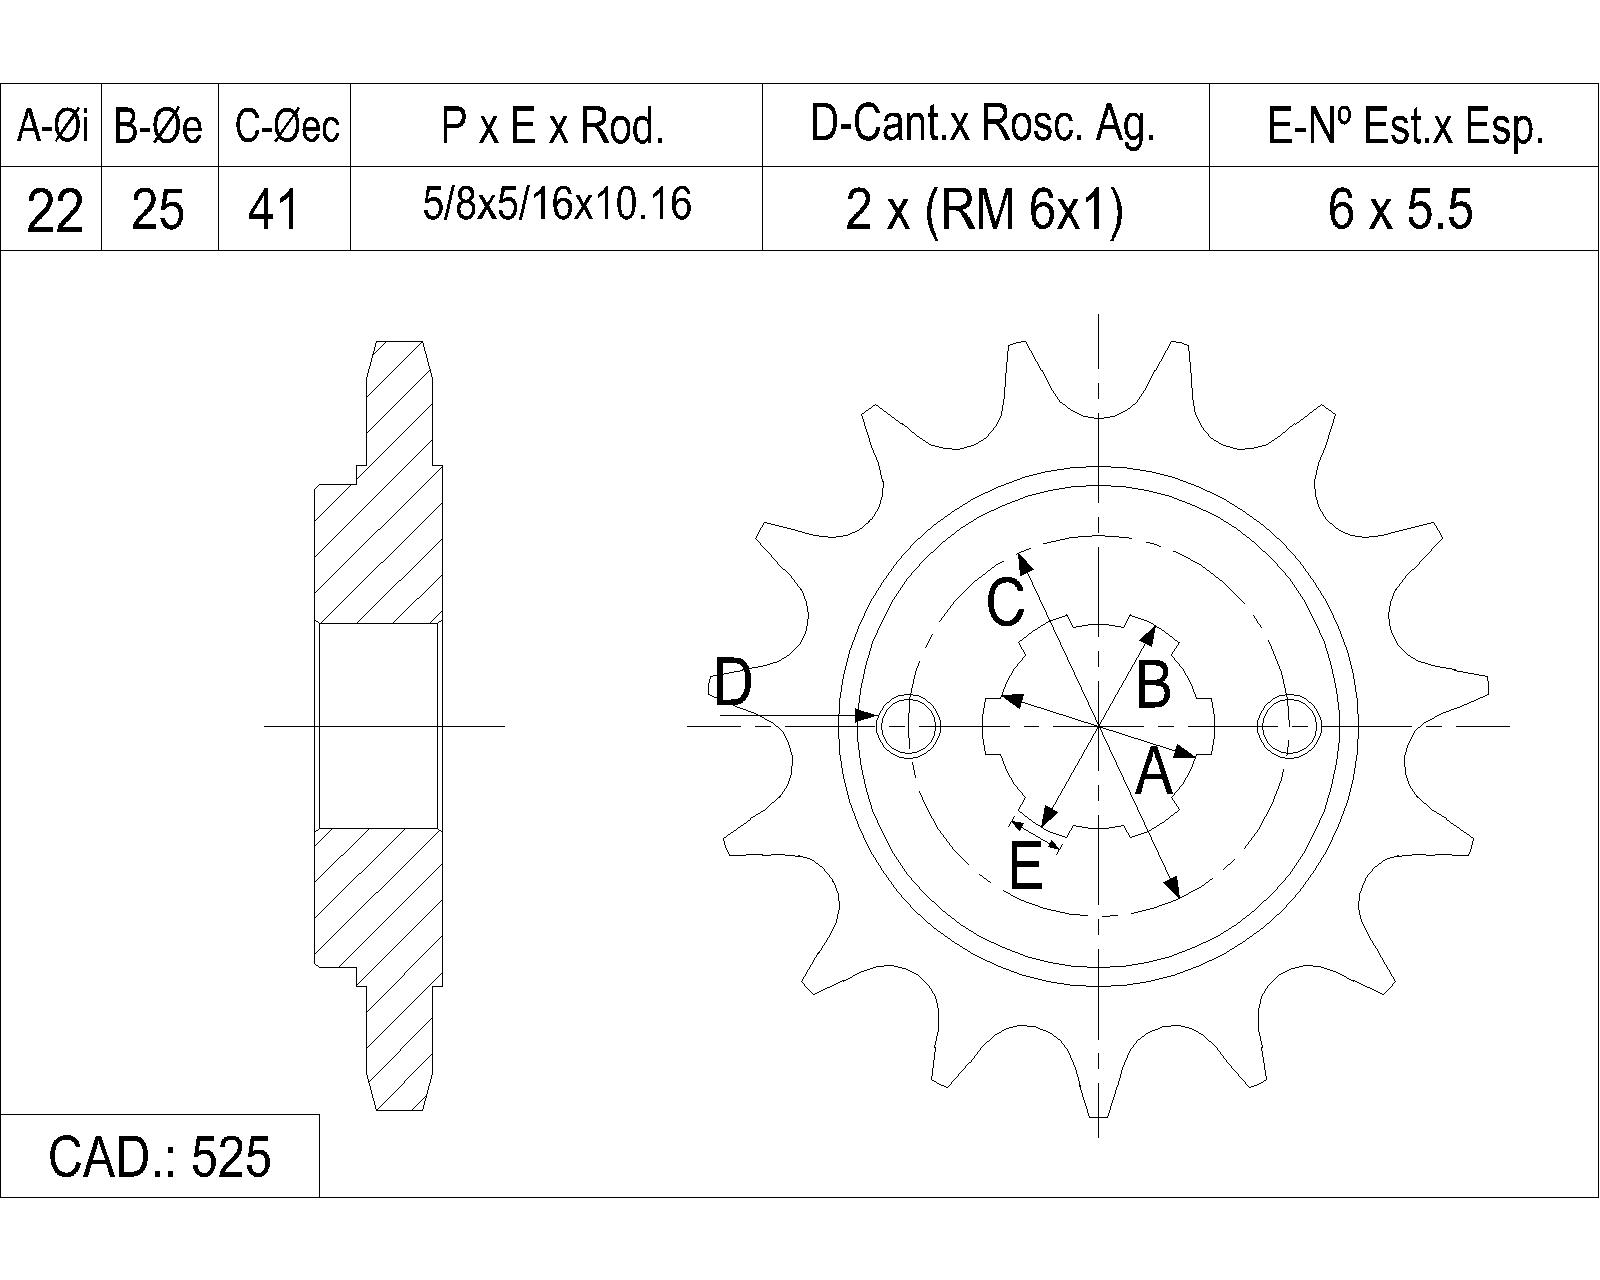 A-Øi B-Øe C-Øec P x E x Rod. D-Cant.x Rosc. Ag. E-Nº Est.x Esp.
22 25 41 5/8x5/16x10.16 2 x (RM 6x1) 6 x 5.5
C
D
B
A
E
CAD.: 525